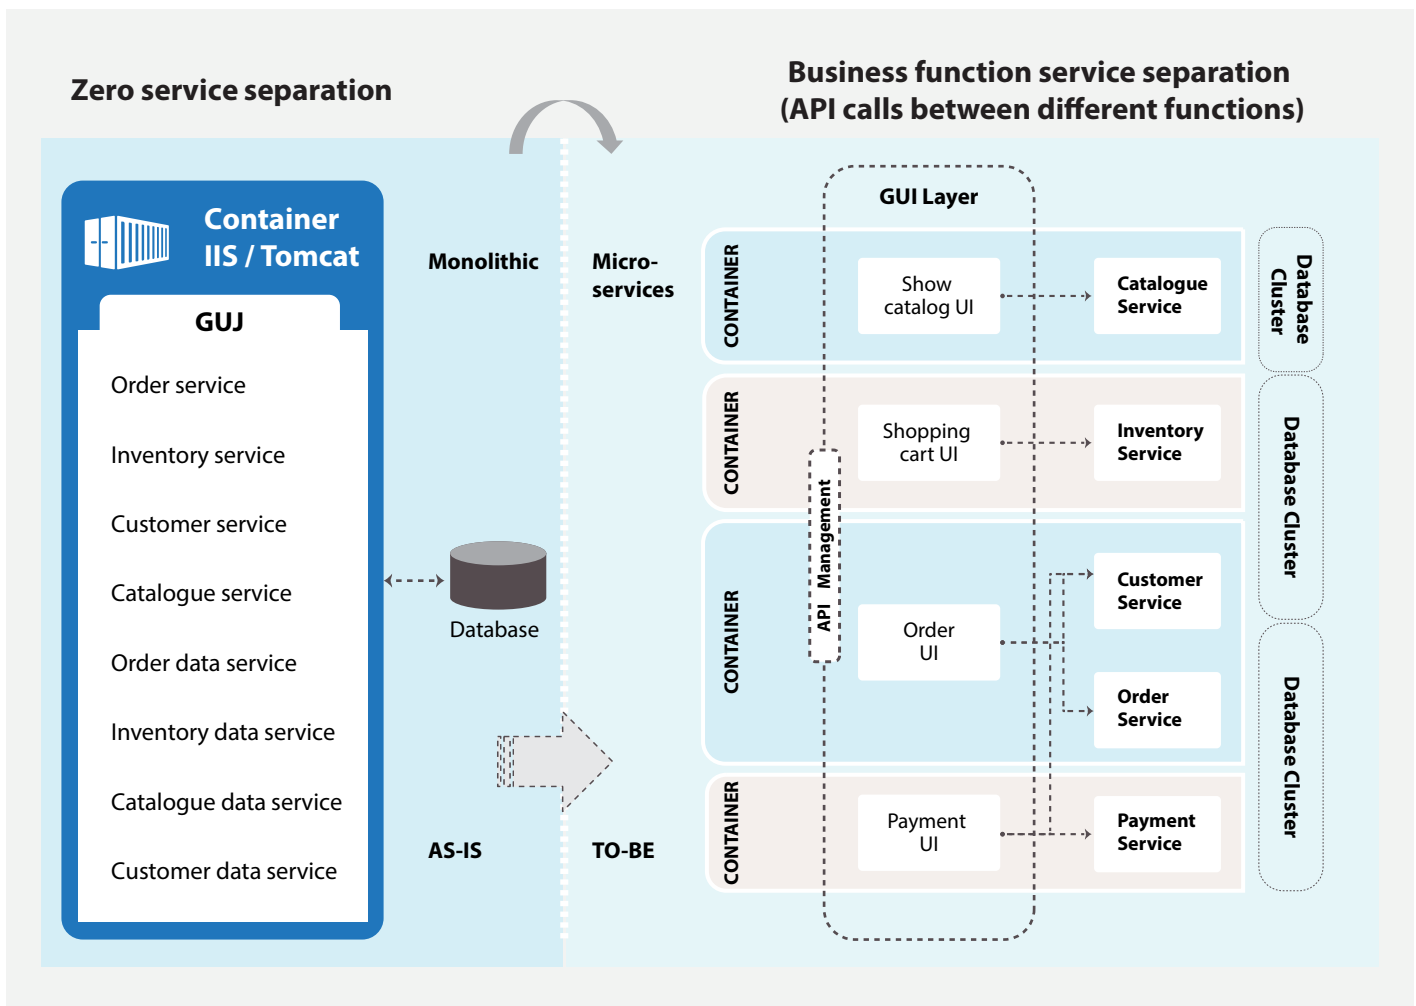 Zero service separation
Business function service separation
(API calls between different functions)
Container
IIS / Tomcat
GUJ
Order service
Inventory service
Customer service
Catalogue service
Order data service
Inventory data service
Catalogue data service
Customer data service
Monolithic
Database
AS-IS
Micro-
services
TO-BE
GUI Layer
API Management
CONTAINER
Show
catalog UI
Catalogue
Service
CONTAINER
Shopping
cart UI
Inventory
Service
CONTAINER
Order
UI
Customer
Service
Order
Service
CONTAINER
Payment
UI
Payment
Service
Database
Cluster
Database Cluster
Database Cluster